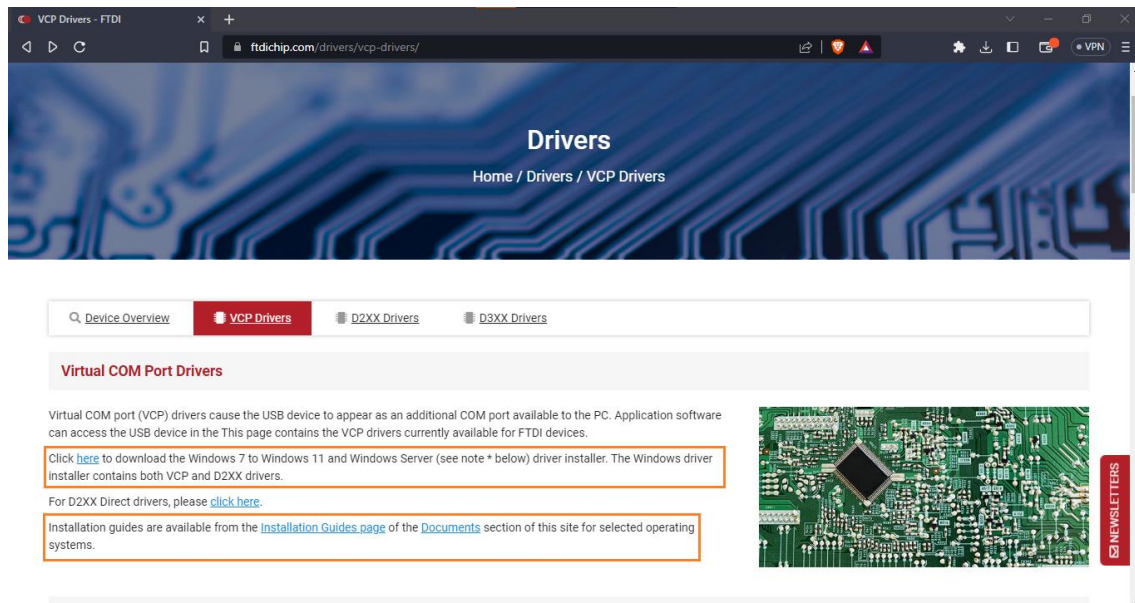 VCP Drivers - FTDI
ftdichip.com/drivers/vcp-drivers/
VPN
Drivers
Home / Drivers / VCP Drivers
Device Overview
VCP Drivers
D2XX Drivers
D3XX Drivers
Virtual COM Port Drivers
Virtual COM port (VCP) drivers cause the USB device to appear as an additional COM port available to the PC. Application software
can access the USB device in the This page contains the VCP drivers currently available for FTDI devices.
Click here to download the Windows 7 to Windows 11 and Windows Server (see note * below) driver installer. The Windows driver
installer contains both VCP and D2XX drivers.
For D2XX Direct drivers, please click here.
Installation guides are available from the Installation Guides page of the Documents section of this site for selected operating
systems.
NEWSLETTERS